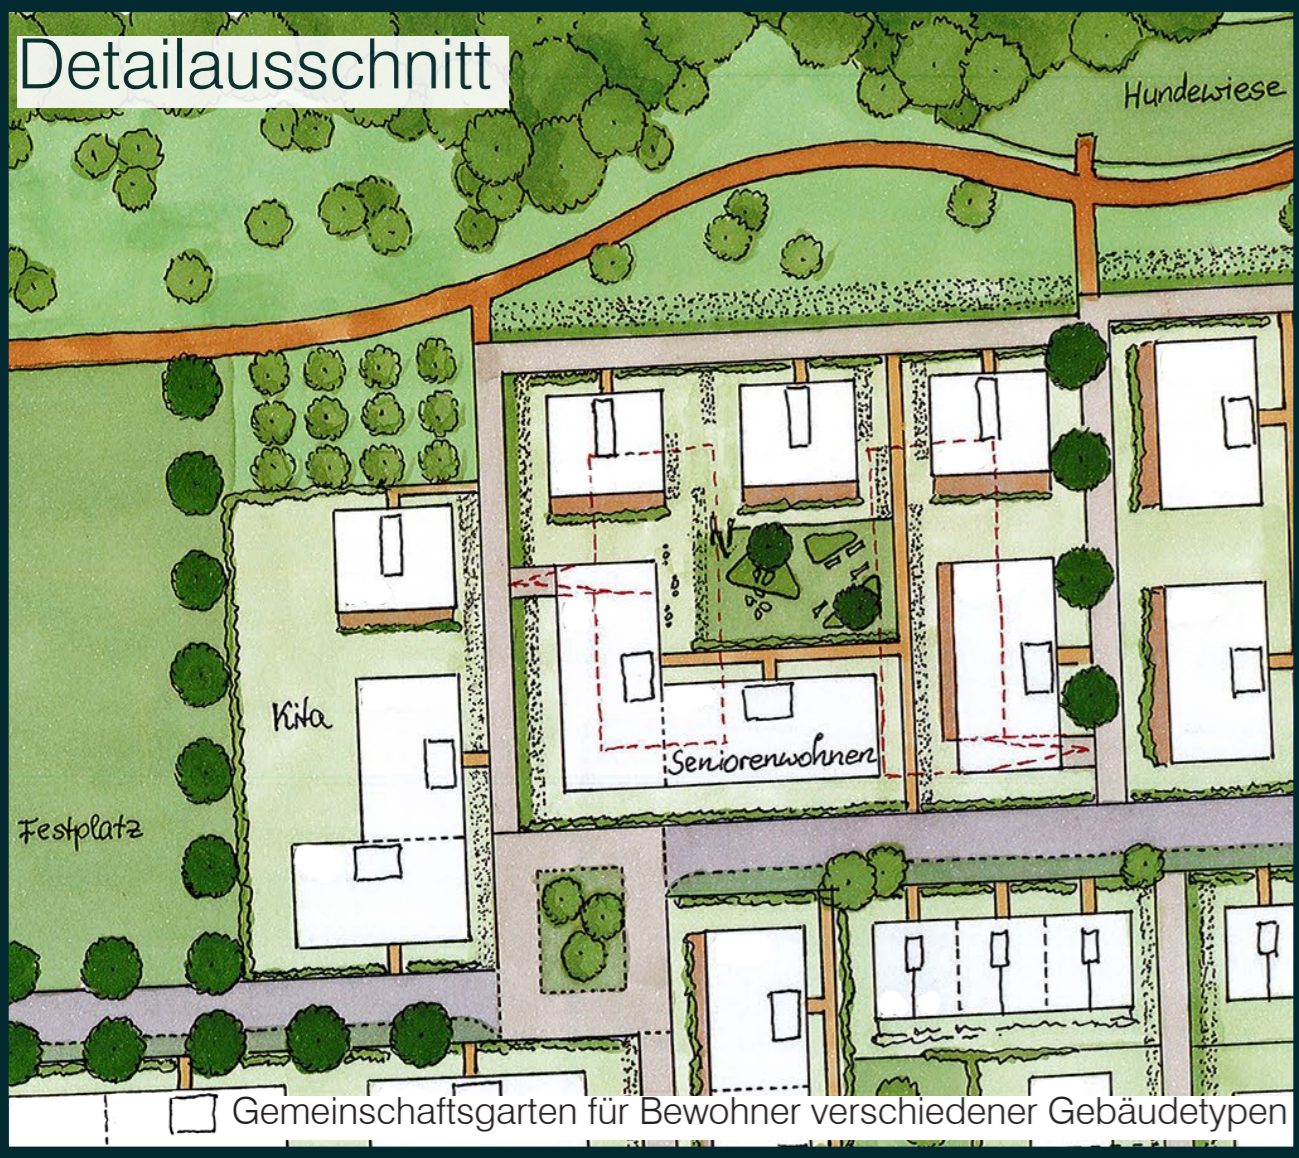 Detailausschnitt
Hundewiese
Kita
Seniorenwohnen
Festplatz
Gemeinschaftsgarten für Bewohner verschiedener Gebäudetypen